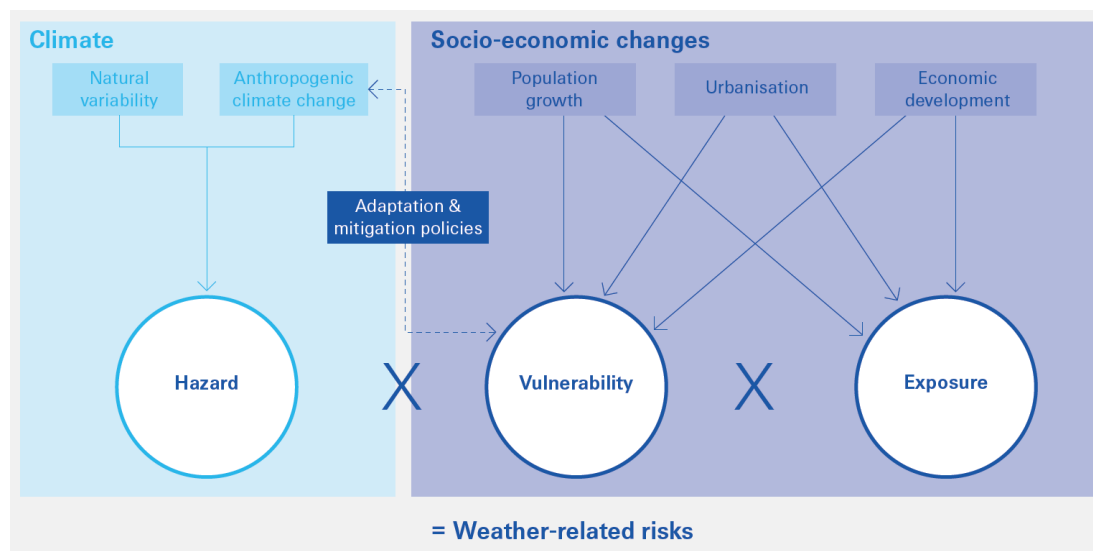 Climate
Socio-economic changes
Natural
variability
Anthropogenic
climate change
Population
growth
Urbanisation
Economic
development
Adaptation &
mitigation policies
Hazard
X
Vulnerability
X
Exposure
= Weather-related risks